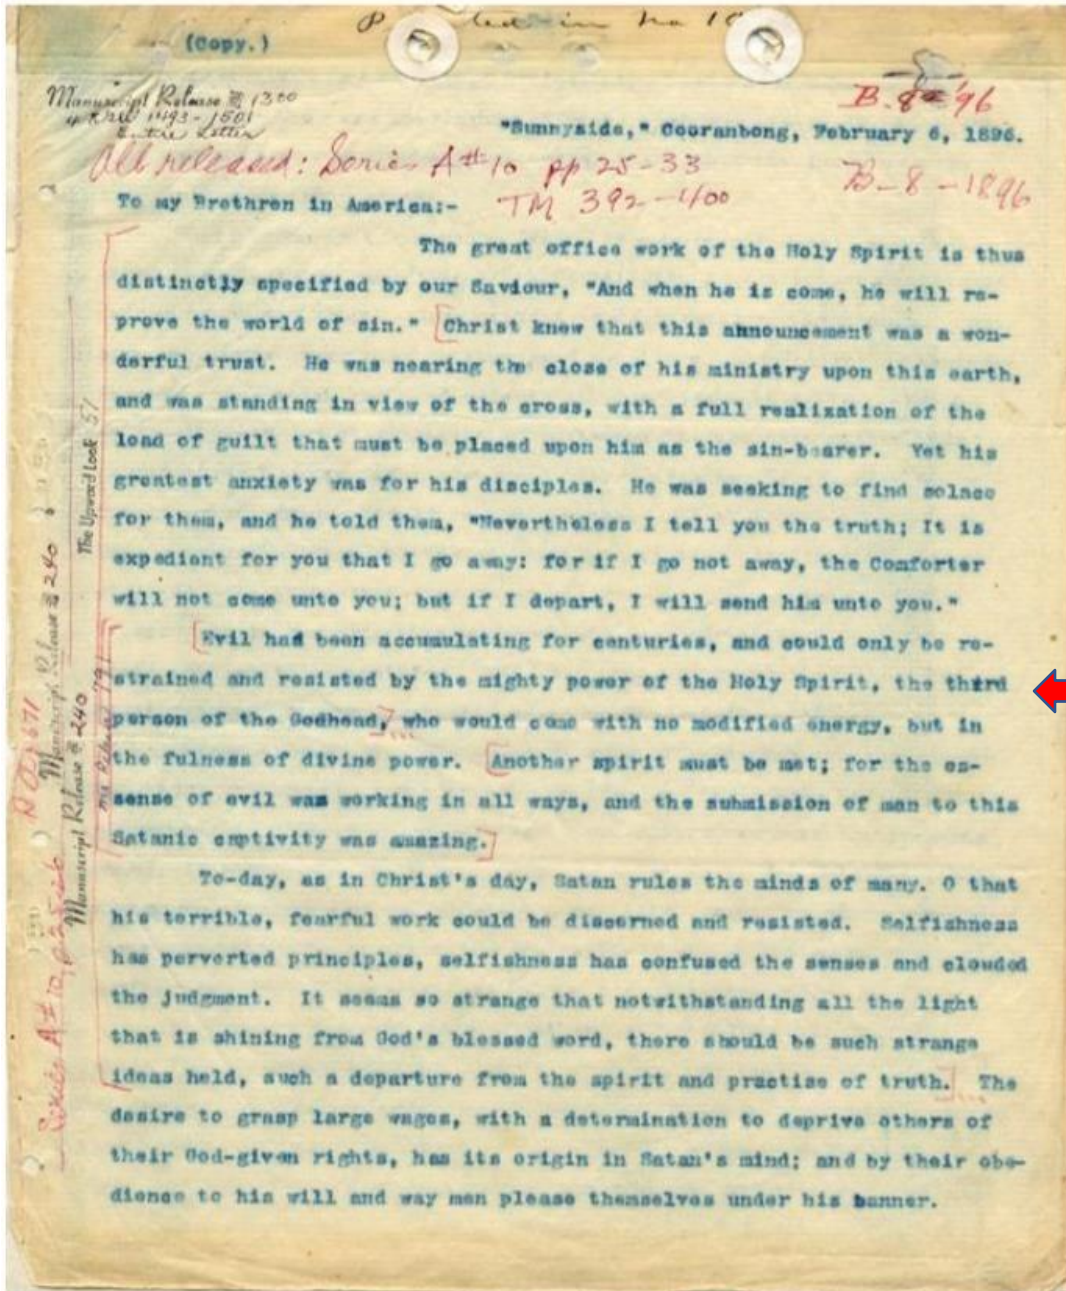 (Copy.)
in No 10
Manuscript Release # 1300
4 1493-1501
Entire Letter
B-8-'96
"Sunnyside," Cooranbong, February 6, 1896.
All released: Series A #10 pp 25-33
B-8-1896
TM 392-400
To my Brethren in America:-
The great office work of the Holy Spirit is thus
distinctly specified by our Saviour, "And when he is come, he will re-
prove the world of sin." [Christ knew that this announcement was a won-
derful trust. He was nearing the close of his ministry upon this earth,
and was standing in view of the cross, with a full realization of the
load of guilt that must be placed upon him as the sin-bearer. Yet his
greatest anxiety was for his disciples. He was seeking to find solace
for them, and he told them, "Nevertheless I tell you the truth; It is
expedient for you that I go away: for if I go not away, the Comforter
will not come unto you; but if I depart, I will send him unto you."
[Evil had been accumulating for centuries, and could only be re-
strained and resisted by the mighty power of the Holy Spirit, the third
person of the Godhead,] who would come with no modified energy, but in
the fulness of divine power. [Another spirit must be met; for the es-
sense of evil was working in all ways, and the submission of man to this
Satanic captivity was amazing.]
To-day, as in Christ's day, Satan rules the minds of many. O that
his terrible, fearful work could be discerned and resisted. Selfishness
has perverted principles, selfishness has confused the senses and clouded
the judgment. It seems so strange that notwithstanding all the light
that is shining from God's blessed word, there should be such strange
ideas held, such a departure from the spirit and practise of truth.] The
desire to grasp large wages, with a determination to deprive others of
their God-given rights, has its origin in Satan's mind; and by their obe-
dience to his will and way men please themselves under his banner.
The Upward Look 51
Manuscript Release # 240
Manuscript Release # 240
DA 671
Series A # 10, p 25, 26